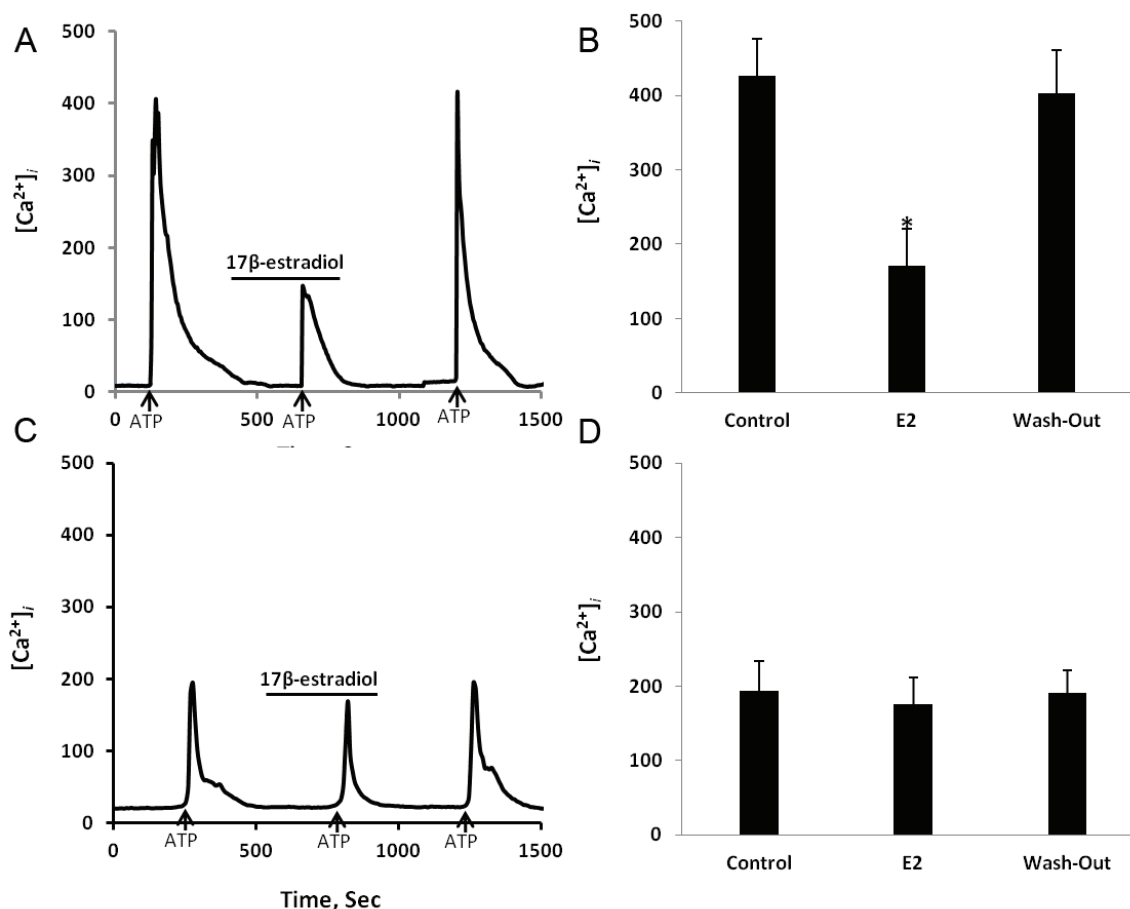 A
500
400
300
200
100
0
[Ca²⁺]i
17β-estradiol
ATP
ATP
ATP
0
500
1000
1500
B
500
400
300
200
100
0
[Ca²⁺]i
*
Control
E2
Wash-Out
C
500
400
300
200
100
0
[Ca²⁺]i
17β-estradiol
ATP
ATP
ATP
0
500
1000
1500
Time, Sec
D
500
400
300
200
100
0
[Ca²⁺]i
Control
E2
Wash-Out